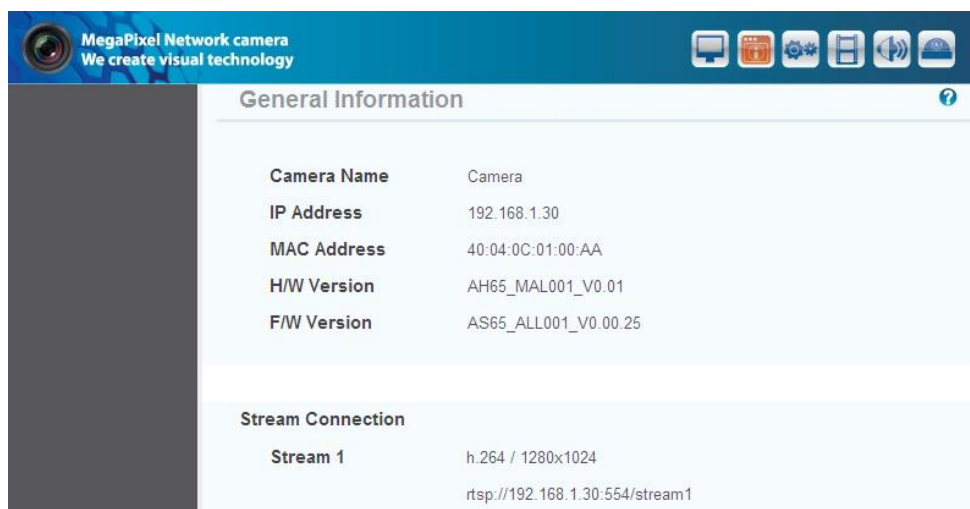 MegaPixel Network camera
We create visual technology
General Information
?
Camera Name Camera
IP Address 192.168.1.30
MAC Address 40:04:0C:01:00:AA
H/W Version AH65_MAL001_V0.01
F/W Version AS65_ALL001_V0.00.25
Stream Connection
Stream 1 h.264 / 1280x1024
rtsp://192.168.1.30:554/stream1